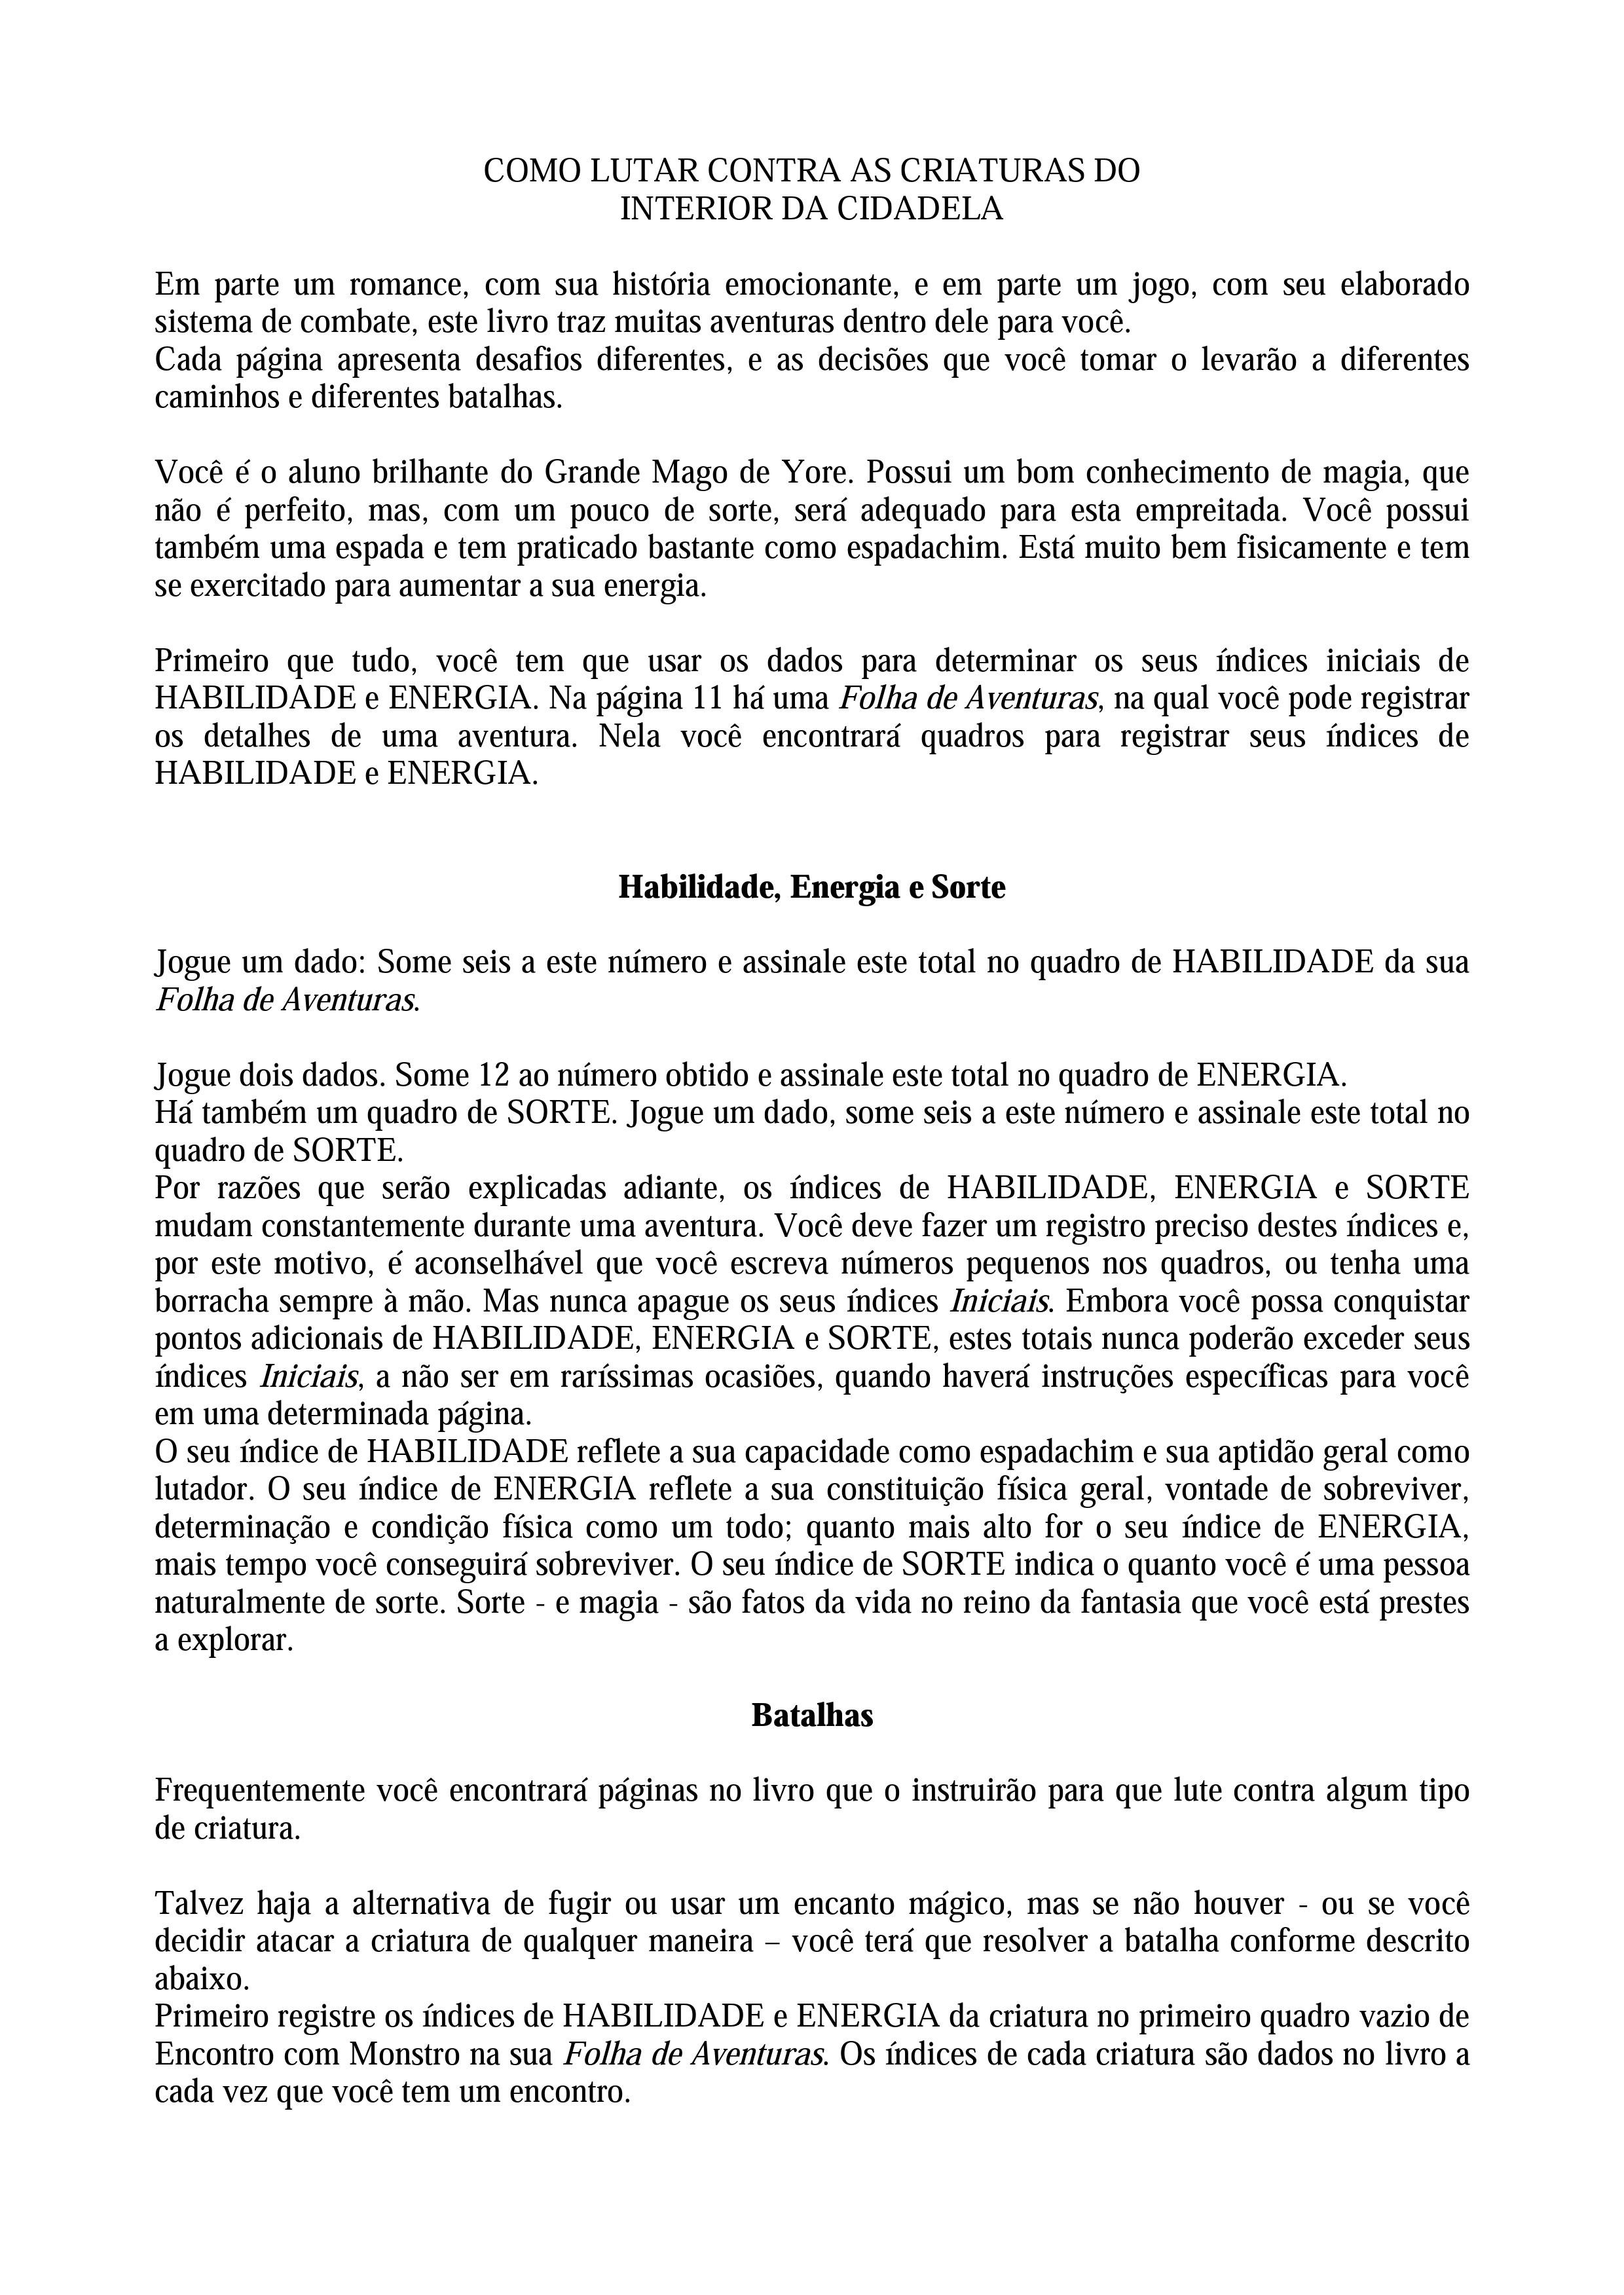 COMO LUTAR CONTRA AS CRIATURAS DO
INTERIOR DA CIDADELA
Em parte um romance, com sua história emocionante, e em parte um jogo, com seu elaborado
sistema de combate, este livro traz muitas aventuras dentro dele para você.
Cada página apresenta desafios diferentes, e as decisões que você tomar o levarão a diferentes
caminhos e diferentes batalhas.
Você é o aluno brilhante do Grande Mago de Yore. Possui um bom conhecimento de magia, que
não é perfeito, mas, com um pouco de sorte, será adequado para esta empreitada. Você possui
também uma espada e tem praticado bastante como espadachim. Está muito bem fisicamente e tem
se exercitado para aumentar a sua energia.
Primeiro que tudo, você tem que usar os dados para determinar os seus índices iniciais de
HABILIDADE e ENERGIA. Na página 11 há uma Folha de Aventuras, na qual você pode registrar
os detalhes de uma aventura. Nela você encontrará quadros para registrar seus índices de
HABILIDADE e ENERGIA.
Habilidade, Energia e Sorte
Jogue um dado: Some seis a este número e assinale este total no quadro de HABILIDADE da sua
Folha de Aventuras.
Jogue dois dados. Some 12 ao número obtido e assinale este total no quadro de ENERGIA.
Há também um quadro de SORTE. Jogue um dado, some seis a este número e assinale este total no
quadro de SORTE.
Por razões que serão explicadas adiante, os índices de HABILIDADE, ENERGIA e SORTE
mudam constantemente durante uma aventura. Você deve fazer um registro preciso destes índices e,
por este motivo, é aconselhável que você escreva números pequenos nos quadros, ou tenha uma
borracha sempre à mão. Mas nunca apague os seus índices Iniciais. Embora você possa conquistar
pontos adicionais de HABILIDADE, ENERGIA e SORTE, estes totais nunca poderão exceder seus
índices Iniciais, a não ser em raríssimas ocasiões, quando haverá instruções específicas para você
em uma determinada página.
O seu índice de HABILIDADE reflete a sua capacidade como espadachim e sua aptidão geral como
lutador. O seu índice de ENERGIA reflete a sua constituição física geral, vontade de sobreviver,
determinação e condição física como um todo; quanto mais alto for o seu índice de ENERGIA,
mais tempo você conseguirá sobreviver. O seu índice de SORTE indica o quanto você é uma pessoa
naturalmente de sorte. Sorte - e magia - são fatos da vida no reino da fantasia que você está prestes
a explorar.
Batalhas
Frequentemente você encontrará páginas no livro que o instruirão para que lute contra algum tipo
de criatura.
Talvez haja a alternativa de fugir ou usar um encanto mágico, mas se não houver - ou se você
decidir atacar a criatura de qualquer maneira – você terá que resolver a batalha conforme descrito
abaixo.
Primeiro registre os índices de HABILIDADE e ENERGIA da criatura no primeiro quadro vazio de
Encontro com Monstro na sua Folha de Aventuras. Os índices de cada criatura são dados no livro a
cada vez que você tem um encontro.